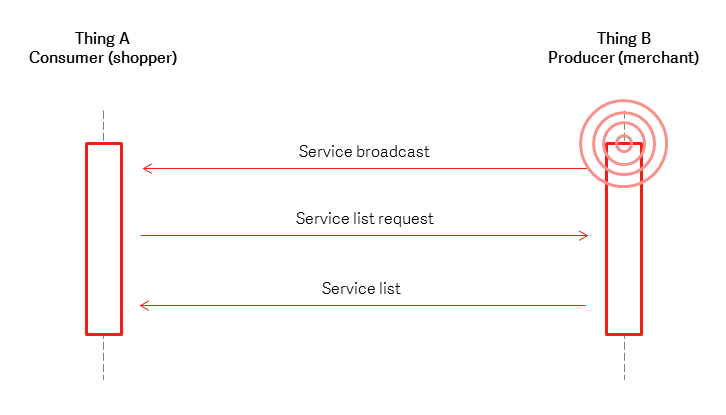 Thing A
Consumer (shopper)
Thing B
Producer (merchant)
Service broadcast
Service list request
Service list